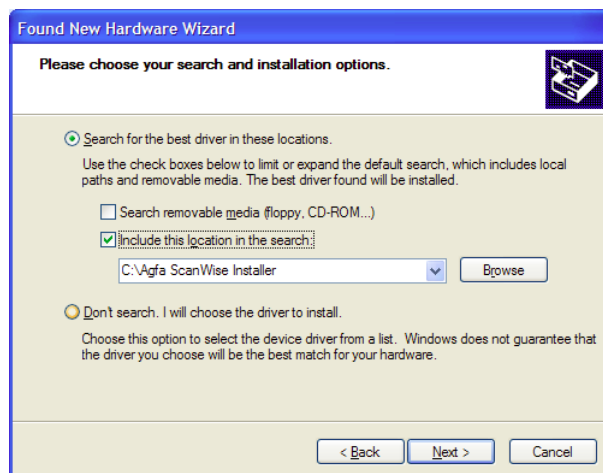 Found New Hardware Wizard
Please choose your search and installation options.
Search for the best driver in these locations.
Use the check boxes below to limit or expand the default search, which includes local
paths and removable media. The best driver found will be installed.
Search removable media (floppy, CD-ROM...)
Include this location in the search:
C:\Agfa ScanWise Installer
Browse
Don't search. I will choose the driver to install.
Choose this option to select the device driver from a list. Windows does not guarantee that
the driver you choose will be the best match for your hardware.
< Back Next > Cancel